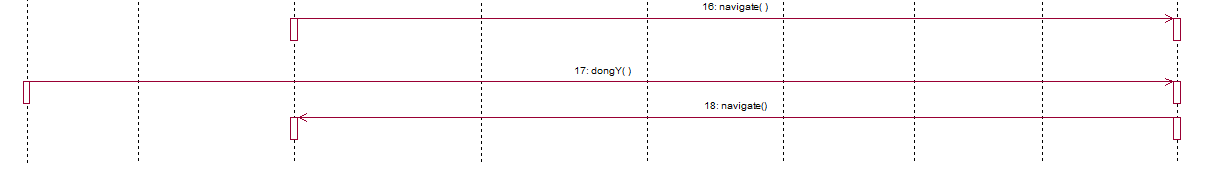 16: navigate( )
17: dongY( )
18: navigate()